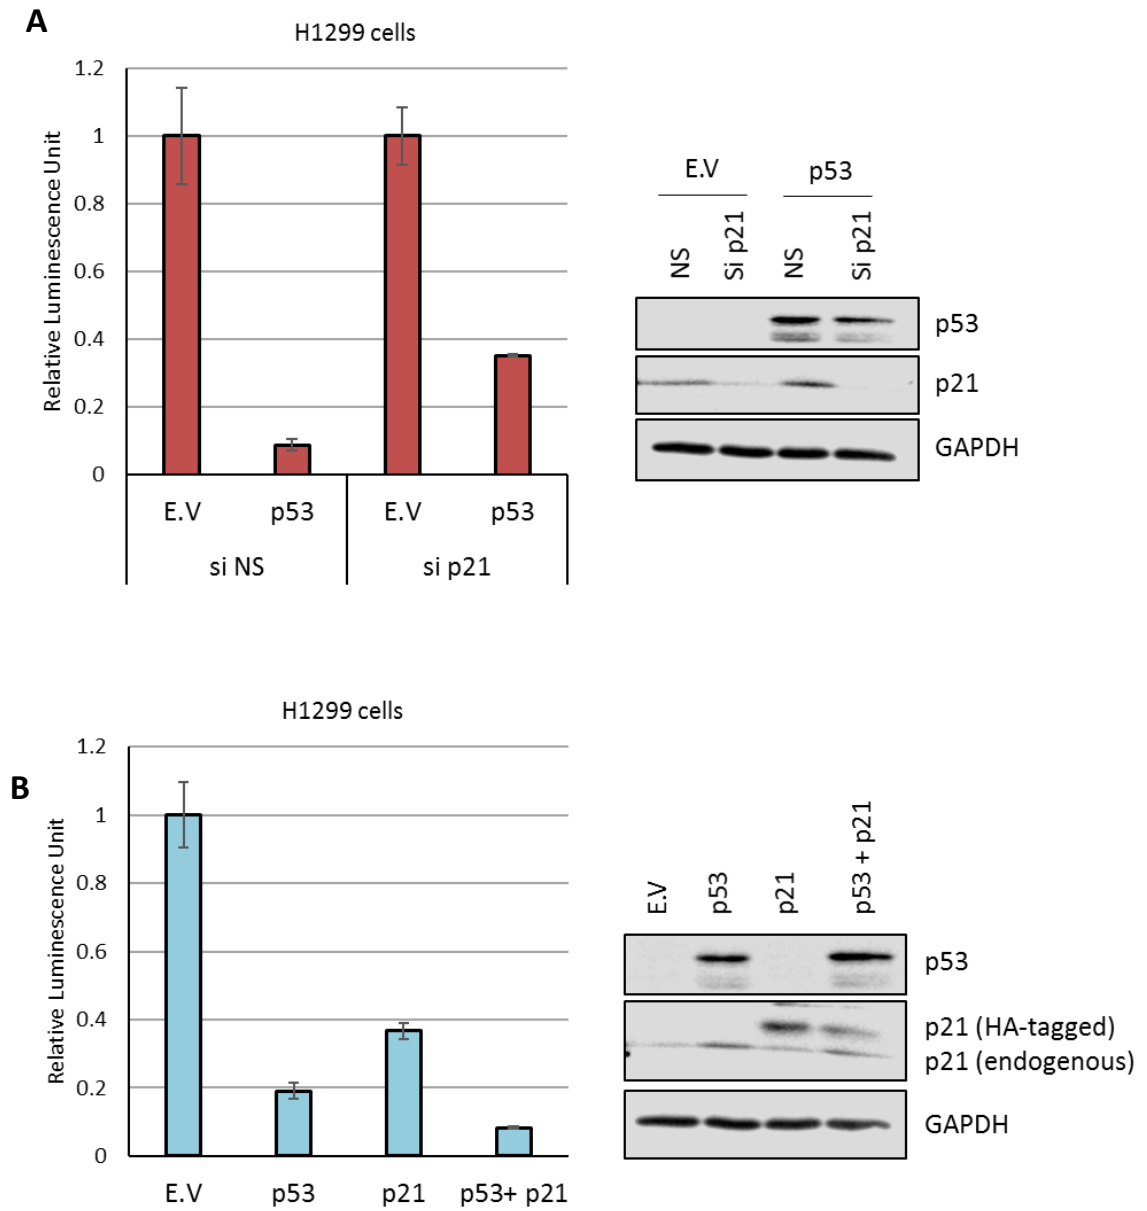 A
H1299 cells
Relative Luminescence Unit
1.2
1
0.8
0.6
0.4
0.2
0
E.V p53 E.V p53
si NS si p21
E.V p53
NS Si p21 NS Si p21
p53
p21
GAPDH
B
H1299 cells
Relative Luminescence Unit
1.2
1
0.8
0.6
0.4
0.2
0
E.V p53 p21 p53+ p21
E.V p53 p21 p53 + p21
p53
p21 (HA-tagged)
p21 (endogenous)
GAPDH